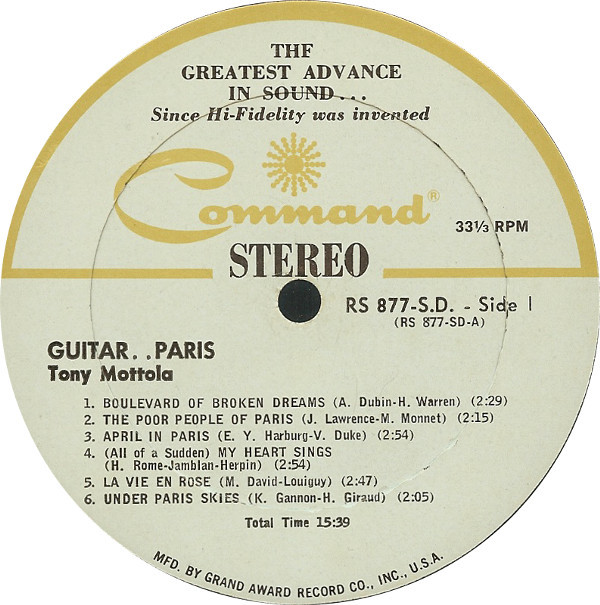 THE
GREATEST ADVANCE
IN SOUND...
Since Hi-Fidelity was invented
Command®
33⅓ RPM
STEREO
RS 877-S.D. - Side 1
(RS 877-SD-A)
GUITAR. .PARIS
Tony Mottola
1. BOULEVARD OF BROKEN DREAMS (A. Dubin-H. Warren) (2:29)
2. THE POOR PEOPLE OF PARIS (J. Lawrence-M. Monnet) (2:15)
3. APRIL IN PARIS (E. Y. Harburg-V. Duke) (2:54)
4. (All of a Sudden) MY HEART SINGS
(H. Rome-Jamblan-Herpin) (2:54)
5. LA VIE EN ROSE (M. David-Louiguy) (2:47)
6. UNDER PARIS SKIES (K. Gannon-H. Giraud) (2:05)
Total Time 15:39
MFD. BY GRAND AWARD RECORD CO., INC., U.S.A.